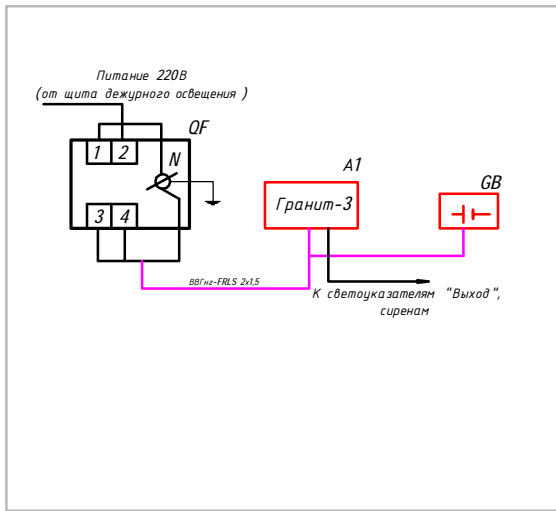 Питание 220В
(от щита дежурного освещения )
QF
1 2
N
3 4
А1
Гранит-3
GB
ВВГнг-FRLS 2х1,5
К светоуказателям "Выход",
сиренам